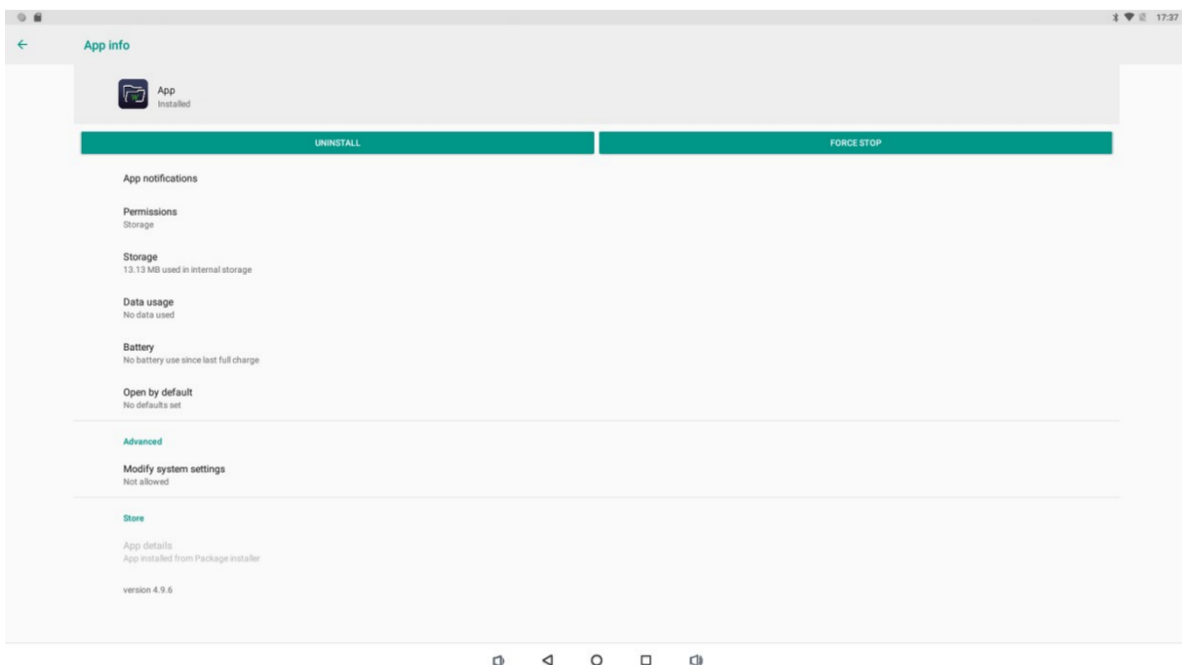 17:37
App info
App
Installed
UNINSTALL
FORCE STOP
App notifications
Permissions
Storage
Storage
13.13 MB used in internal storage
Data usage
No data used
Battery
No battery use since last full charge
Open by default
No defaults set
Advanced
Modify system settings
Not allowed
Store
App details
App installed from Package installer
version 4.9.6